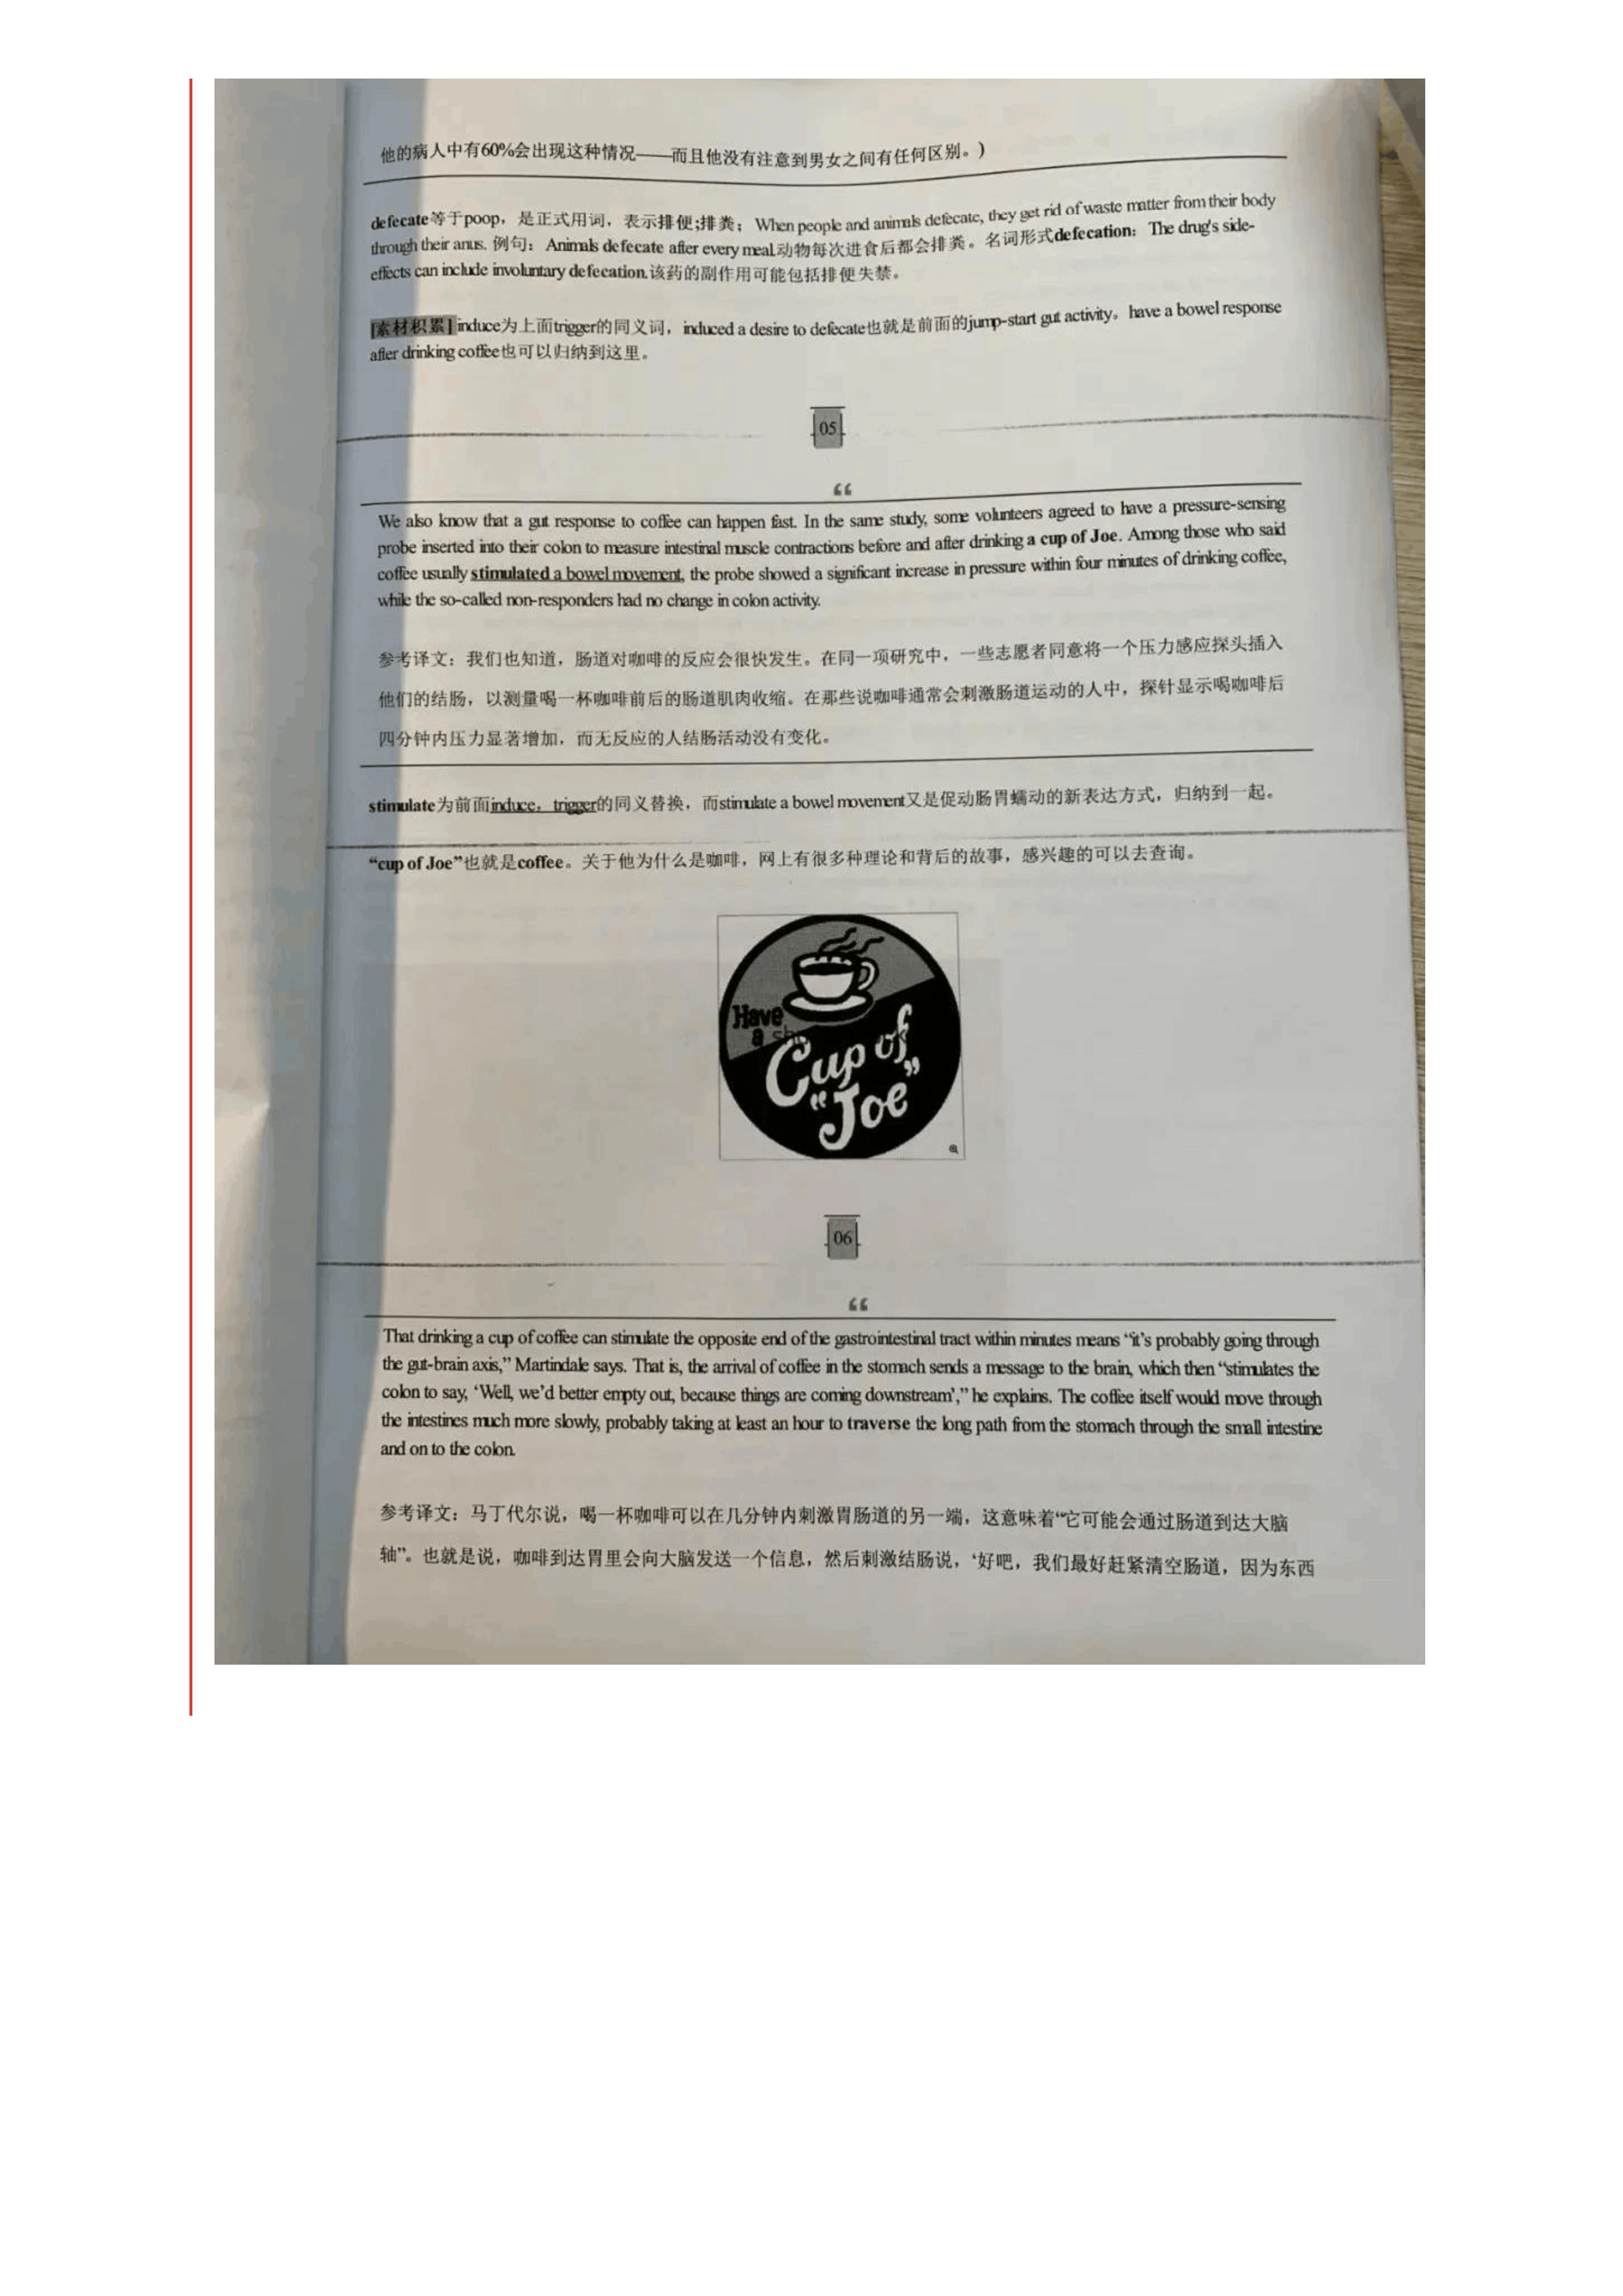 他的病人中有60%会出现这种情况——而且他没有注意到男女之间有任何区别。)
defecate等于poop，是正式用词，表示排便;排粪；When people and animals defecate, they get rid of waste matter from their body
through their anus. 例句：Animals defecate after every meal.动物每次进食后都会排粪。名词形式defecation：The drug's side-
effects can include involuntary defecation.该药的副作用可能包括排便失禁。
[素材积累]induce为上面trigger的同义词，induced a desire to defecate也就是前面的jump-start gut activity。have a bowel response
after drinking coffee也可以归纳到这里。
05
“
We also know that a gut response to coffee can happen fast. In the same study, some volunteers agreed to have a pressure-sensing
probe inserted into their colon to measure intestinal muscle contractions before and after drinking a cup of Joe. Among those who said
coffee usually stimulated a bowel movement, the probe showed a significant increase in pressure within four minutes of drinking coffee,
while the so-called non-responders had no change in colon activity.
参考译文：我们也知道，肠道对咖啡的反应会很快发生。在同一项研究中，一些志愿者同意将一个压力感应探头插入
他们的结肠，以测量喝一杯咖啡前后的肠道肌肉收缩。在那些说咖啡通常会刺激肠道运动的人中，探针显示喝咖啡后
四分钟内压力显著增加，而无反应的人结肠活动没有变化。
stimulate为前面induce，trigger的同义替换，而stimulate a bowel movement又是促动肠胃蠕动的新表达方式，归纳到一起。
“cup of Joe”也就是coffee。关于他为什么是咖啡，网上有很多种理论和背后的故事，感兴趣的可以去查询。
Have
a
Cup of
“Joe”
06
“
That drinking a cup of coffee can stimulate the opposite end of the gastrointestinal tract within minutes means “it’s probably going through
the gut-brain axis,” Martindale says. That is, the arrival of coffee in the stomach sends a message to the brain, which then “stimulates the
colon to say, ‘Well, we’d better empty out, because things are coming downstream’,” he explains. The coffee itself would move through
the intestines much more slowly, probably taking at least an hour to traverse the long path from the stomach through the small intestine
and on to the colon.
参考译文：马丁代尔说，喝一杯咖啡可以在几分钟内刺激胃肠道的另一端，这意味着“它可能会通过肠道到达大脑
轴”。也就是说，咖啡到达胃里会向大脑发送一个信息，然后刺激结肠说，‘好吧，我们最好赶紧清空肠道，因为东西